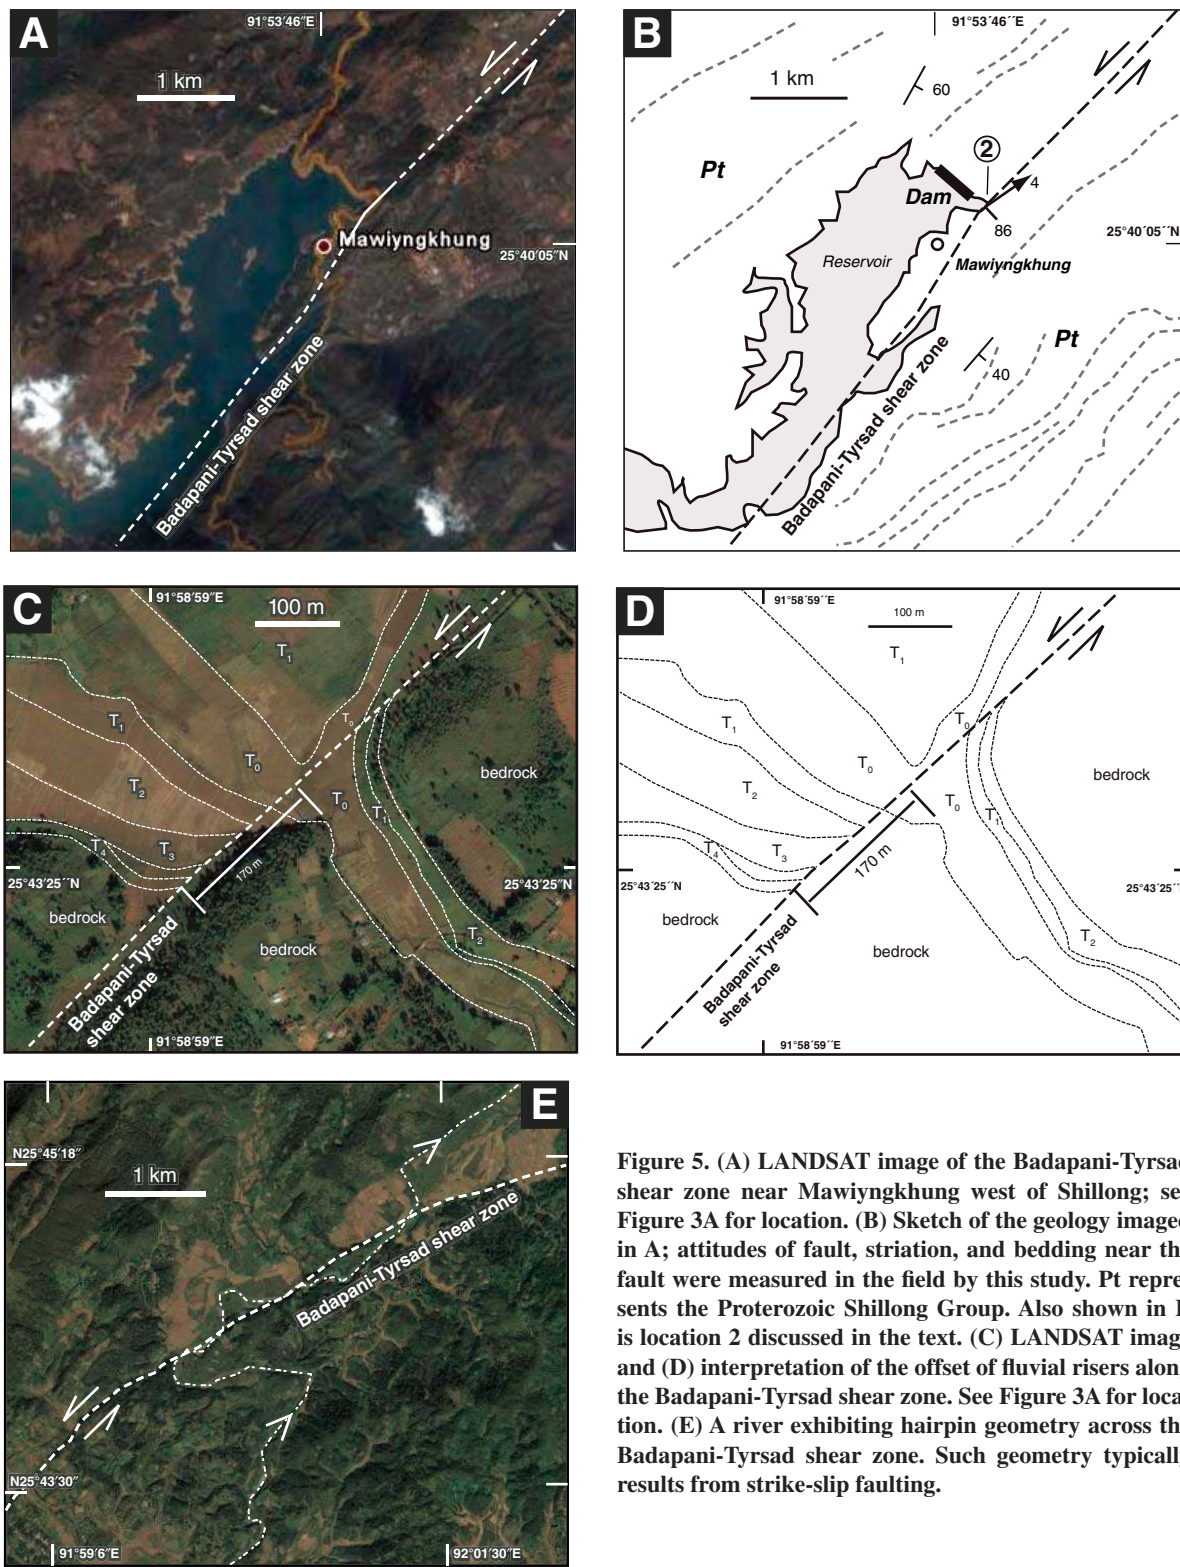 A
91°53´46˝E
1 km
Mawiyngkhung
25°40´05˝N
Badapani-Tyrsad shear zone
B
91°53´46´´E
1 km
60
Pt
2
Dam
4
86
25°40´05´´N
Reservoir
Mawiyngkhung
Pt
40
Badapani-Tyrsad shear zone
C
91°58´59˝E
100 m
T1
T0
T1
T0
bedrock
T2
T0
T1
T4
T3
170 m
25°43´25´´N
25°43´25˝N
bedrock
T2
bedrock
Badapani-Tyrsad
shear zone
91°58´59˝E
D
91°58´59´´E
100 m
T1
T0
T1
T0
bedrock
T2
T0
T1
T4
T3
170 m
25°43´25´´N
25°43´25´´N
bedrock
T2
bedrock
Badapani-Tyrsad
shear zone
91°58´59´´E
E
N25°45´18˝
1 km
Badapani-Tyrsad shear zone
N25°43´30˝
91°59´6˝E
92°01´30˝E
Figure 5. (A) LANDSAT image of the Badapani-Tyrsad
shear zone near Mawiyngkhung west of Shillong; se
Figure 3A for location. (B) Sketch of the geology image
in A; attitudes of fault, striation, and bedding near th
fault were measured in the field by this study. Pt repre-
sents the Proterozoic Shillong Group. Also shown in
is location 2 discussed in the text. (C) LANDSAT imag
and (D) interpretation of the offset of fluvial risers alon
the Badapani-Tyrsad shear zone. See Figure 3A for loca
tion. (E) A river exhibiting hairpin geometry across th
Badapani-Tyrsad shear zone. Such geometry typicall
results from strike-slip faulting.